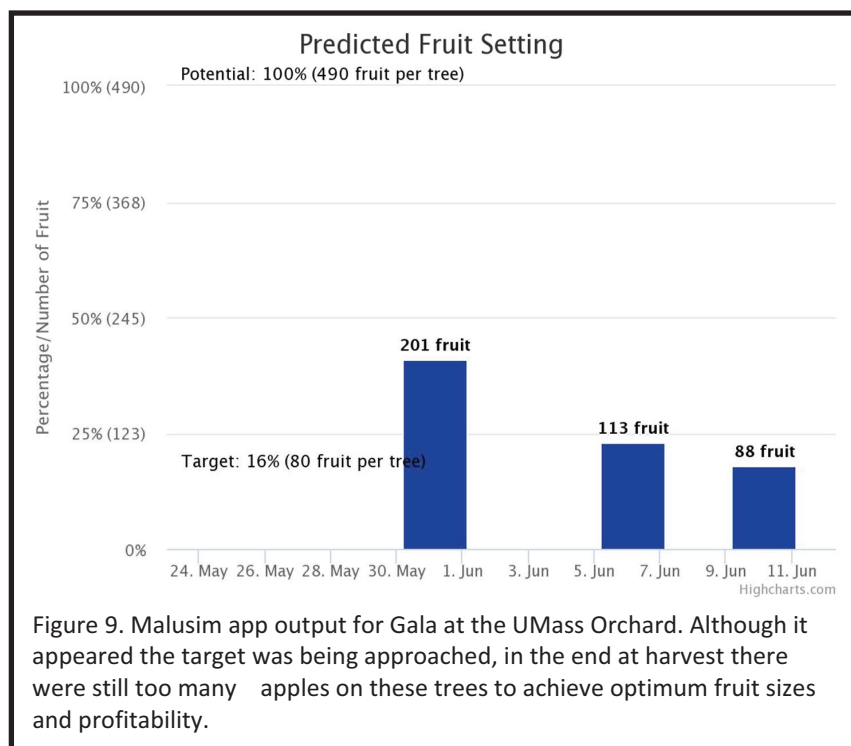 Predicted Fruit Setting
Potential: 100% (490 fruit per tree)
100% (490)
75% (368)
50% (245)
25% (123)
0%
Percentage/Number of Fruit
201 fruit
113 fruit
88 fruit
Target: 16% (80 fruit per tree)
24. May 26. May 28. May 30. May 1. Jun 3. Jun 5. Jun 7. Jun 9. Jun 11. Jun
Highcharts.com
Figure 9. Malusim app output for Gala at the UMass Orchard. Although it
appeared the target was being approached, in the end at harvest there
were still too many apples on these trees to achieve optimum fruit sizes
and profitability.